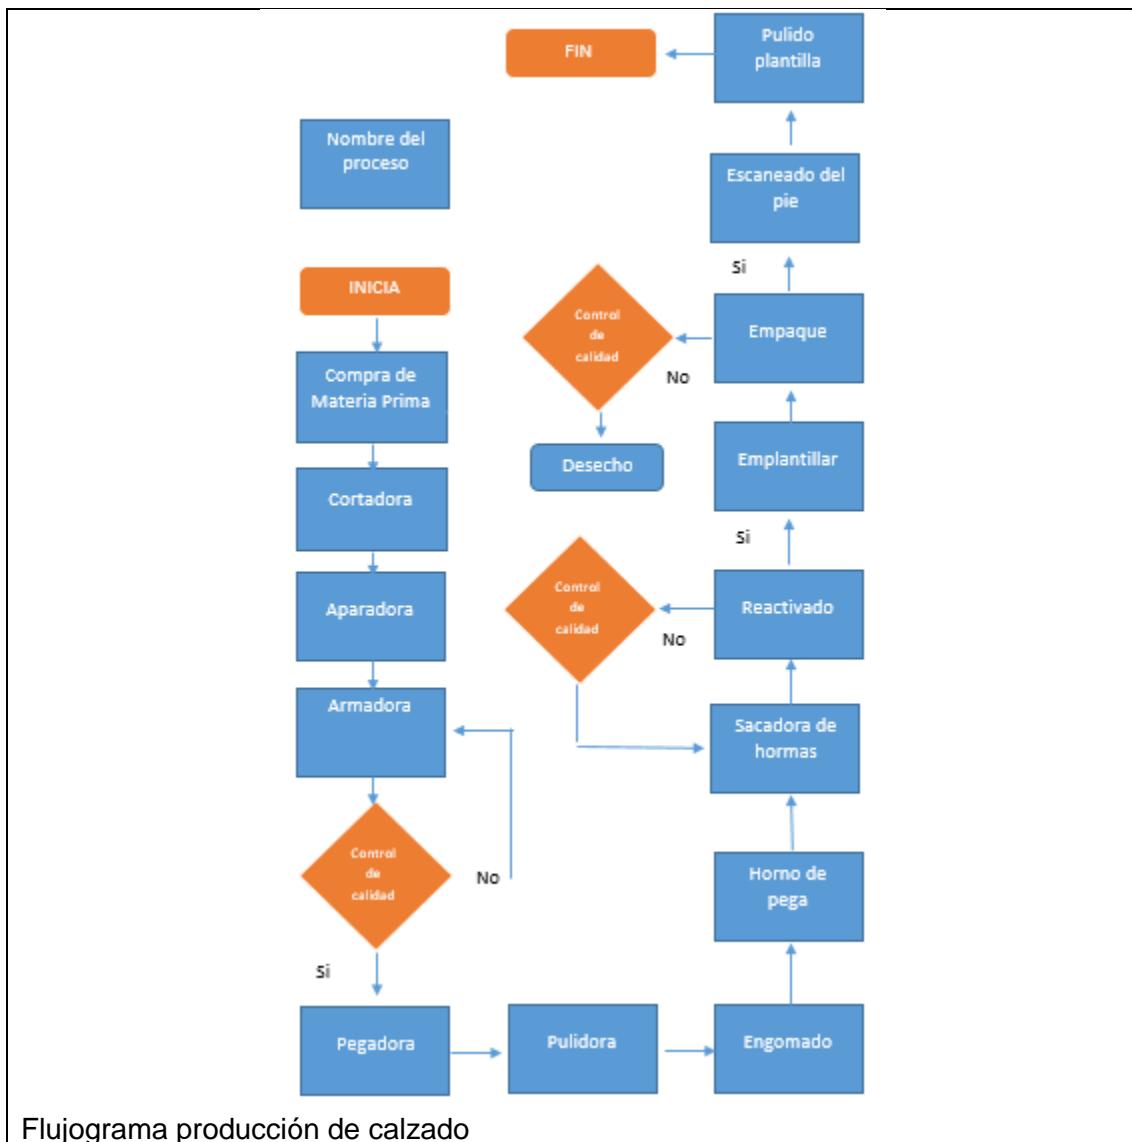 FIN
Pulido
plantilla
Nombre del
proceso
Escaneado del
pie
Si
INICIA
Control
de
calidad
Empaque
No
Compra de
Materia Prima
Desecho
Emplantillar
Cortadora
Si
Control
de
calidad
Reactivado
No
Aparadora
Armadora
Sacadora de
hormas
Control
de
calidad
No
Horno de
pega
Si
Pegadora
Pulidora
Engomado
Flujograma producción de calzado